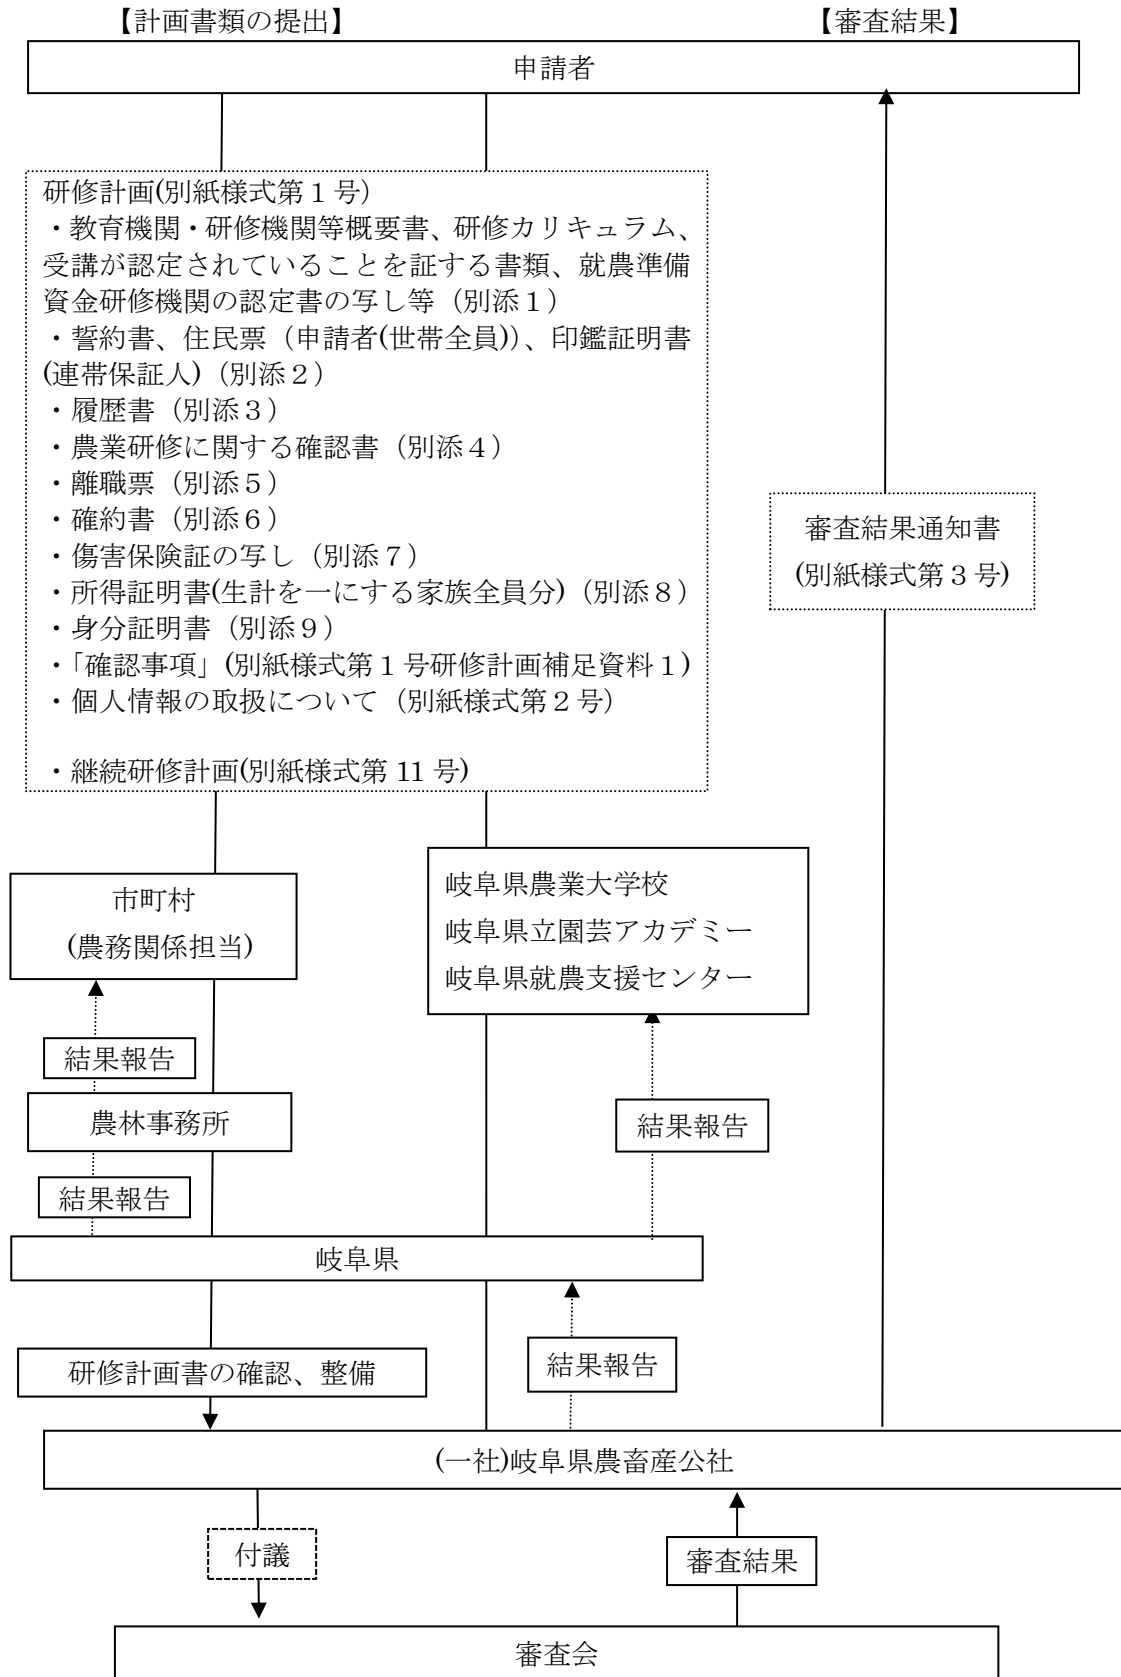 【計画書類の提出】
【審査結果】
申請者
研修計画(別紙様式第１号)
・教育機関・研修機関等概要書、研修カリキュラム、
受講が認定されていることを証する書類、就農準備
資金研修機関の認定書の写し等（別添１）
・誓約書、住民票（申請者(世帯全員)）、印鑑証明書
(連帯保証人)（別添２）
・履歴書（別添３）
・農業研修に関する確認書（別添４）
・離職票（別添５）
・確約書（別添６）
・傷害保険証の写し（別添７）
・所得証明書(生計を一にする家族全員分)（別添８）
・身分証明書（別添９）
・「確認事項」(別紙様式第１号研修計画補足資料１)
・個人情報の取扱について（別紙様式第２号）
・継続研修計画(別紙様式第 11 号)
審査結果通知書
(別紙様式第３号)
市町村
(農務関係担当)
岐阜県農業大学校
岐阜県立園芸アカデミー
岐阜県就農支援センター
結果報告
農林事務所
結果報告
結果報告
岐阜県
研修計画書の確認、整備
結果報告
(一社)岐阜県農畜産公社
付議
審査結果
審査会